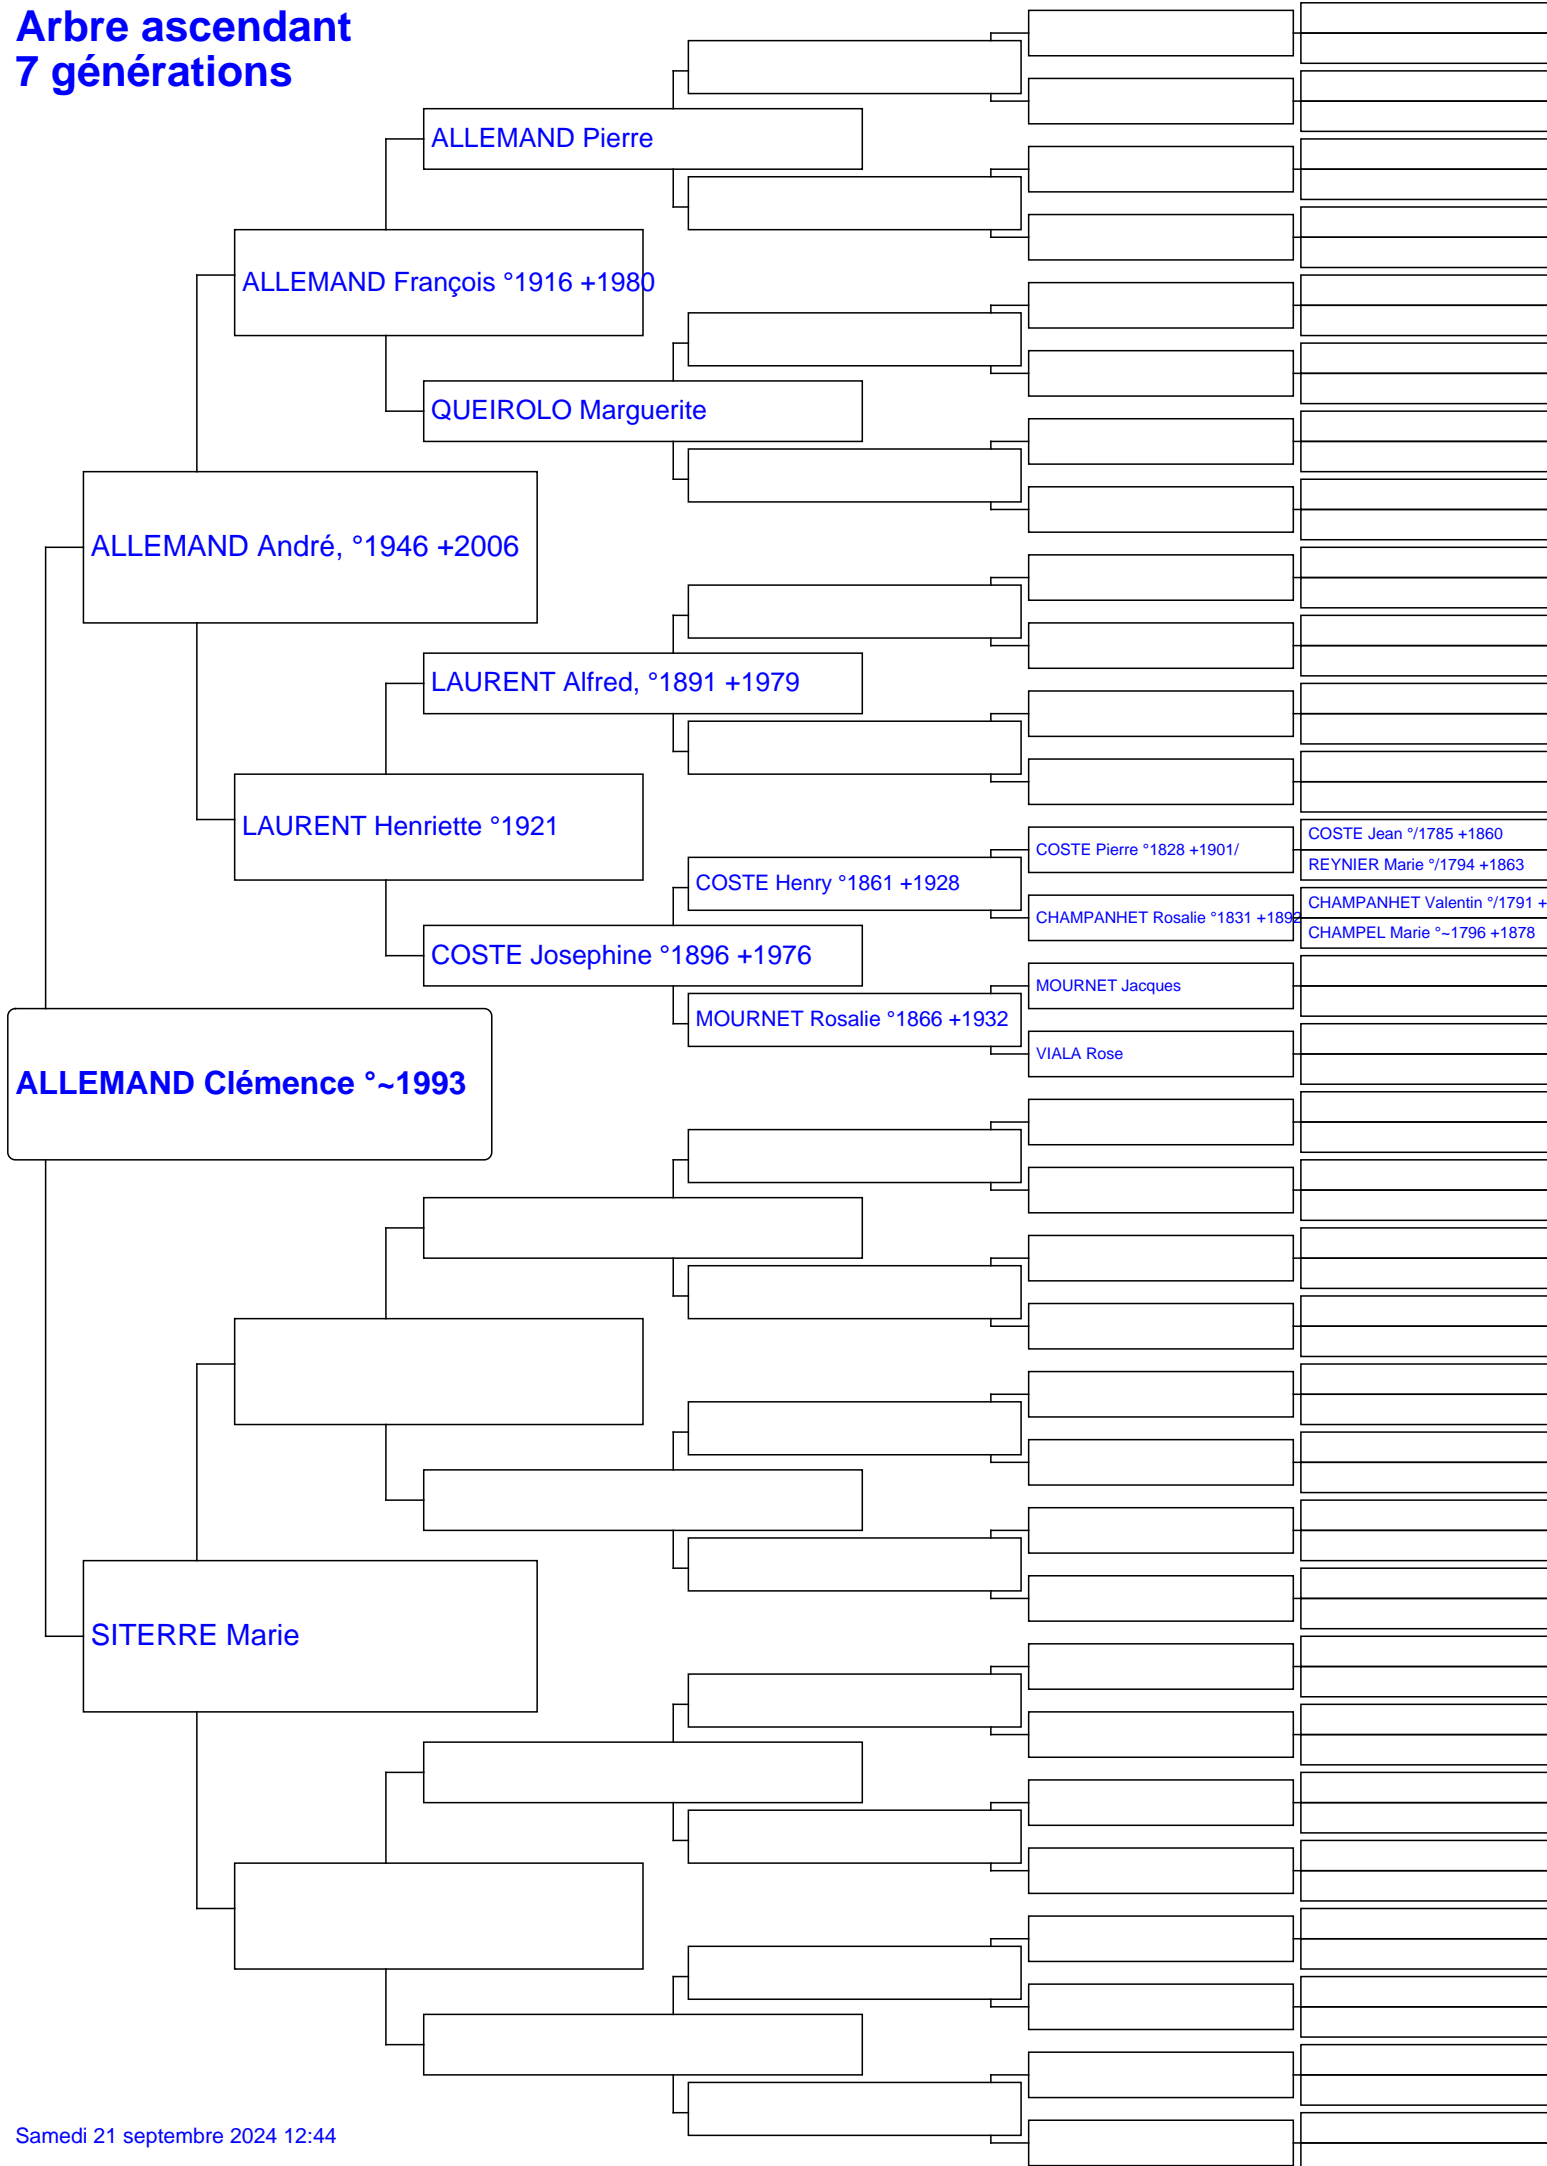 Arbre ascendant
7 générations
ALLEMAND Pierre
ALLEMAND François °1916 +1980
QUEIROLO Marguerite
ALLEMAND André, °1946 +2006
LAURENT Alfred, °1891 +1979
LAURENT Henriette °1921
COSTE Jean °/1785 +1860
COSTE Pierre °1828 +1901/
REYNIER Marie °/1794 +1863
COSTE Henry °1861 +1928
CHAMPANHET Valentin °/1791 +
CHAMPANHET Rosalie °1831 +1892
CHAMPEL Marie °~1796 +1878
COSTE Josephine °1896 +1976
MOURNET Jacques
MOURNET Rosalie °1866 +1932
VIALA Rose
ALLEMAND Clémence °~1993
SITERRE Marie
Samedi 21 septembre 2024 12:44